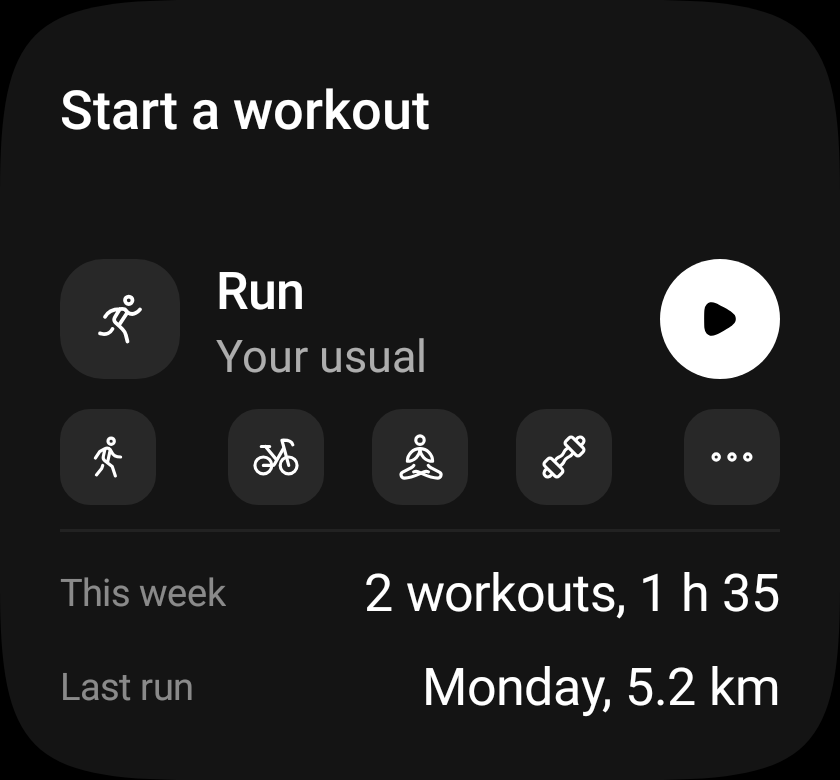 Start a workout
Run
Your usual
This week
2 workouts, 1 h 35
Last run
Monday, 5.2 km